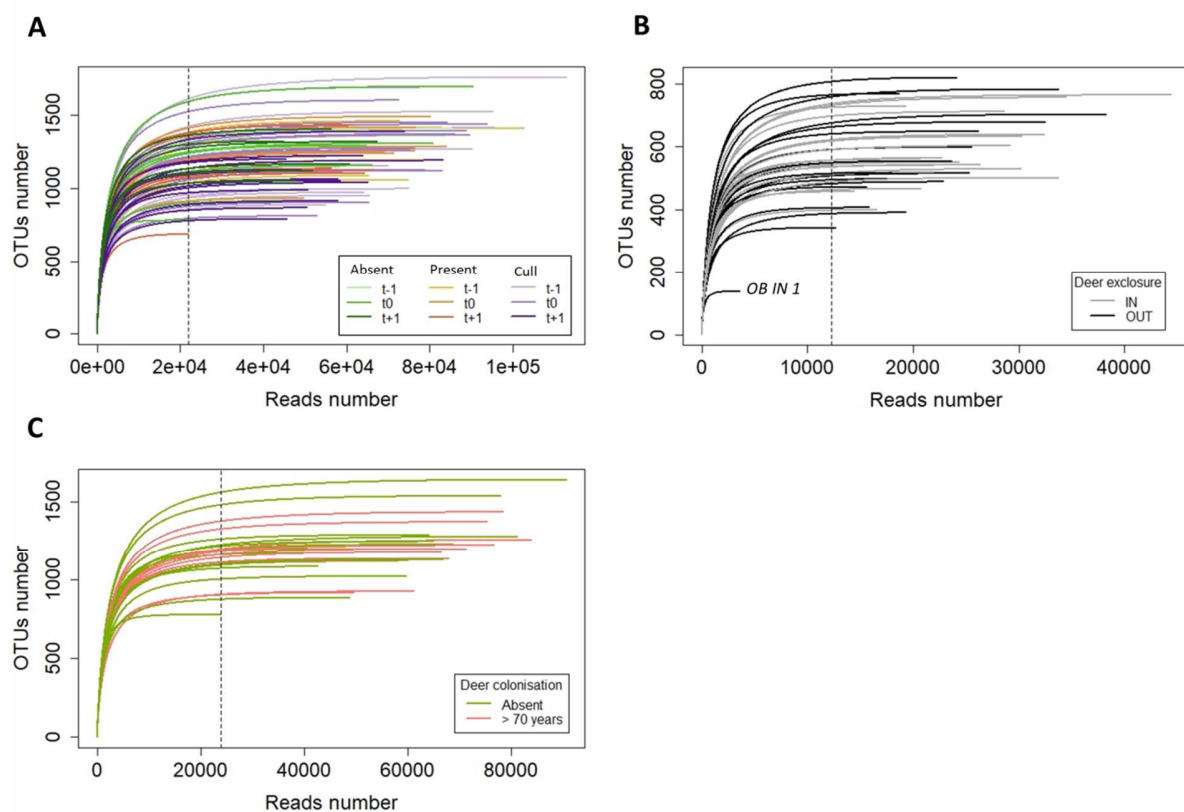 A
OTUs number
1500
1000
500
0
0e+00 2e+04 4e+04 6e+04 8e+04 1e+05
Reads number
Absent Present Cull
t-1 t-1 t-1
t0 t0 t0
t+1 t+1 t+1
B
OTUs number
800
600
400
200
0
0 10000 20000 30000 40000
Reads number
OB IN 1
Deer exclosure
IN
OUT
C
OTUs number
1500
1000
500
0
0 20000 40000 60000 80000
Reads number
Deer colonisation
Absent
> 70 years